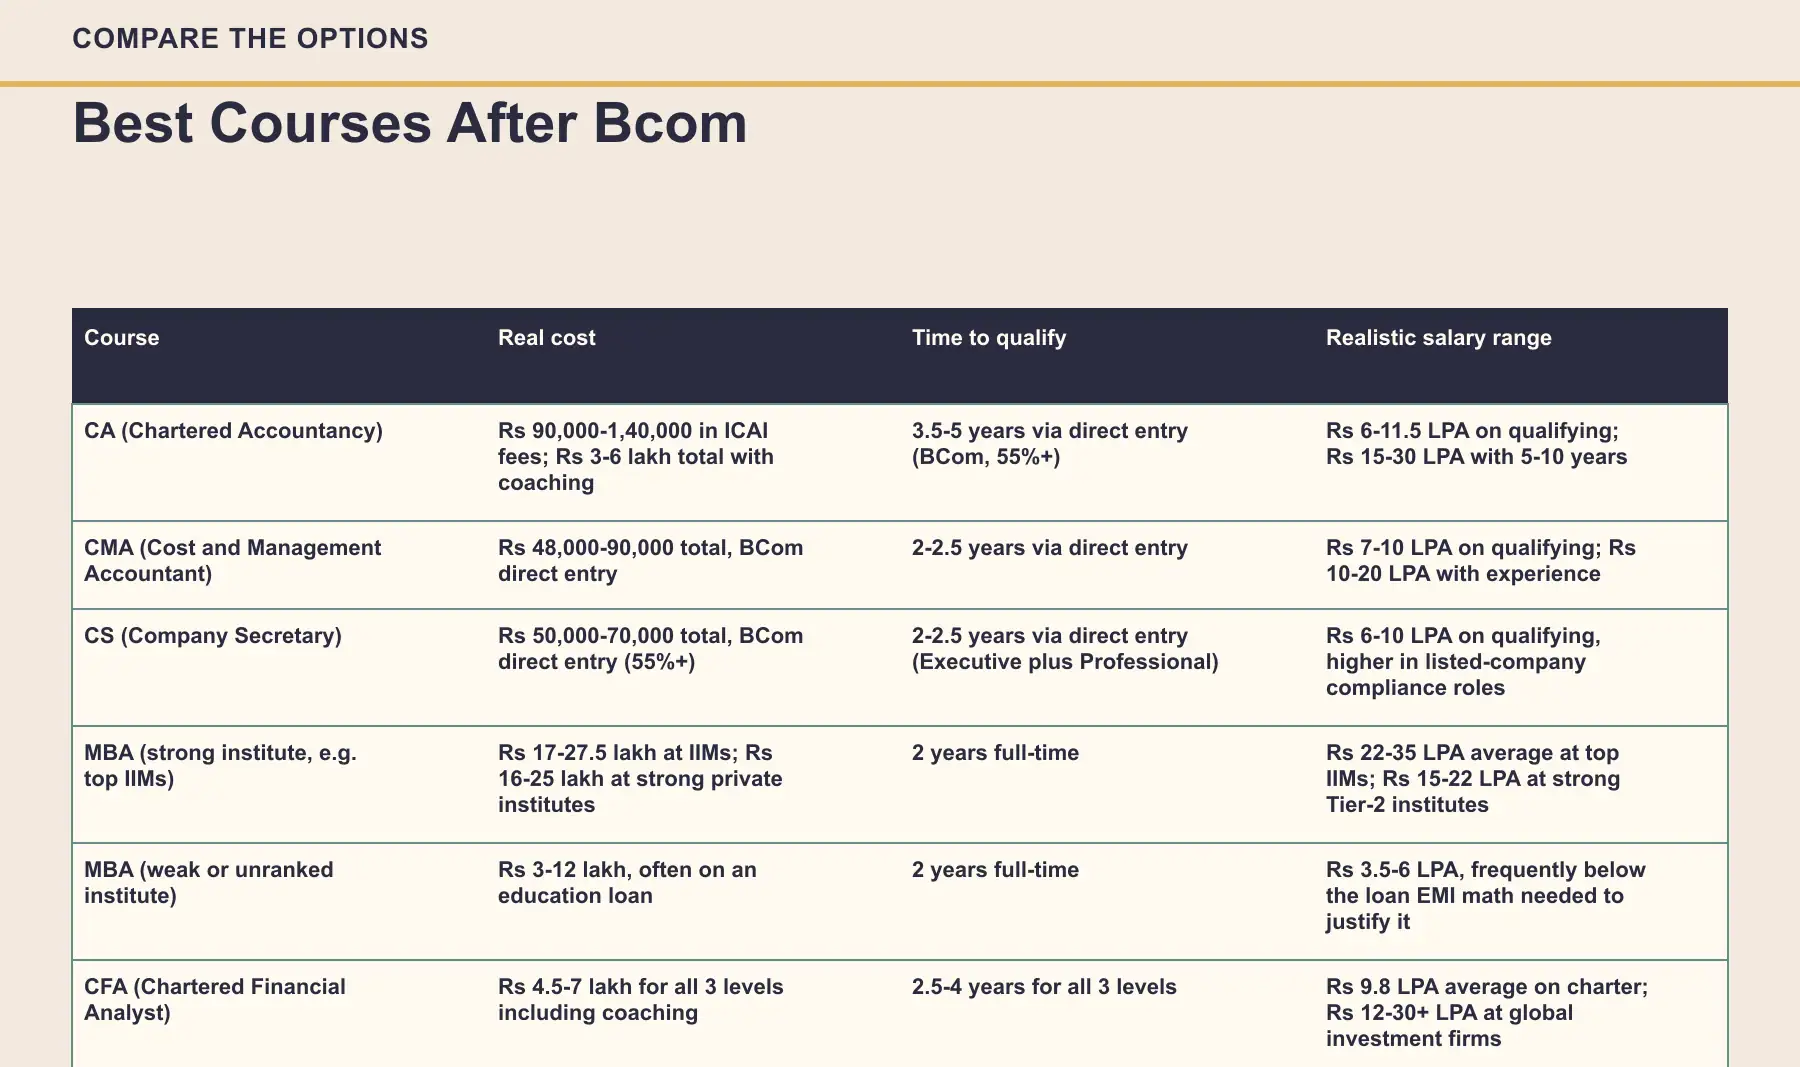 COMPARE THE OPTIONS
Best Courses After Bcom
Course
Real cost
Time to qualify
Realistic salary range
CA (Chartered Accountancy)
Rs 90,000-1,40,000 in ICAI
fees; Rs 3-6 lakh total with
coaching
3.5-5 years via direct entry
(BCom, 55%+)
Rs 6-11.5 LPA on qualifying;
Rs 15-30 LPA with 5-10 years
CMA (Cost and Management
Accountant)
Rs 48,000-90,000 total, BCom
direct entry
2-2.5 years via direct entry
Rs 7-10 LPA on qualifying; Rs
10-20 LPA with experience
CS (Company Secretary)
Rs 50,000-70,000 total, BCom
direct entry (55%+)
2-2.5 years via direct entry
(Executive plus Professional)
Rs 6-10 LPA on qualifying,
higher in listed-company
compliance roles
MBA (strong institute, e.g.
top IIMs)
Rs 17-27.5 lakh at IIMs; Rs
16-25 lakh at strong private
institutes
2 years full-time
Rs 22-35 LPA average at top
IIMs; Rs 15-22 LPA at strong
Tier-2 institutes
MBA (weak or unranked
institute)
Rs 3-12 lakh, often on an
education loan
2 years full-time
Rs 3.5-6 LPA, frequently below
the loan EMI math needed to
justify it
CFA (Chartered Financial
Analyst)
Rs 4.5-7 lakh for all 3 levels
including coaching
2.5-4 years for all 3 levels
Rs 9.8 LPA average on charter;
Rs 12-30+ LPA at global
investment firms